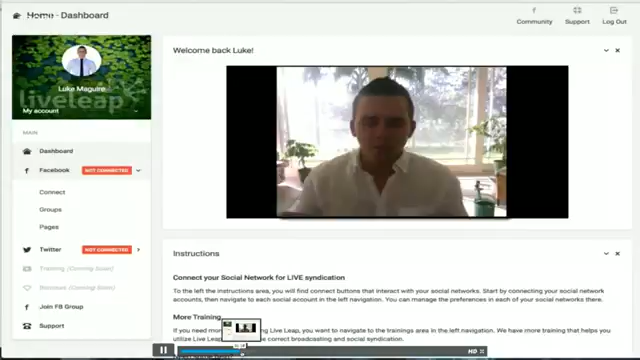 Home - Dashboard
Community
Support
Log Out
Luke Maguire
liveleap
My account
MAIN
Dashboard
Facebook NOT CONNECTED
Connect
Groups
Pages
Twitter NOT CONNECTED
Training (Coming Soon)
(Coming Soon)
Join FB Group
Support
Welcome back Luke!
Instructions
Connect your Social Network for LIVE syndication
To the left the instructions area, you will find connect buttons that interact with your social networks. Start by connecting your social network
accounts, then navigate to each social account in the left navigation. You can manage the preferences in each of your social networks there.
More Training
If you need more Live Leap, you want to navigate to the trainings area in the left navigation. We have more training that helps you
utilize Live Lea correct broadcasting and social syndication.
HD